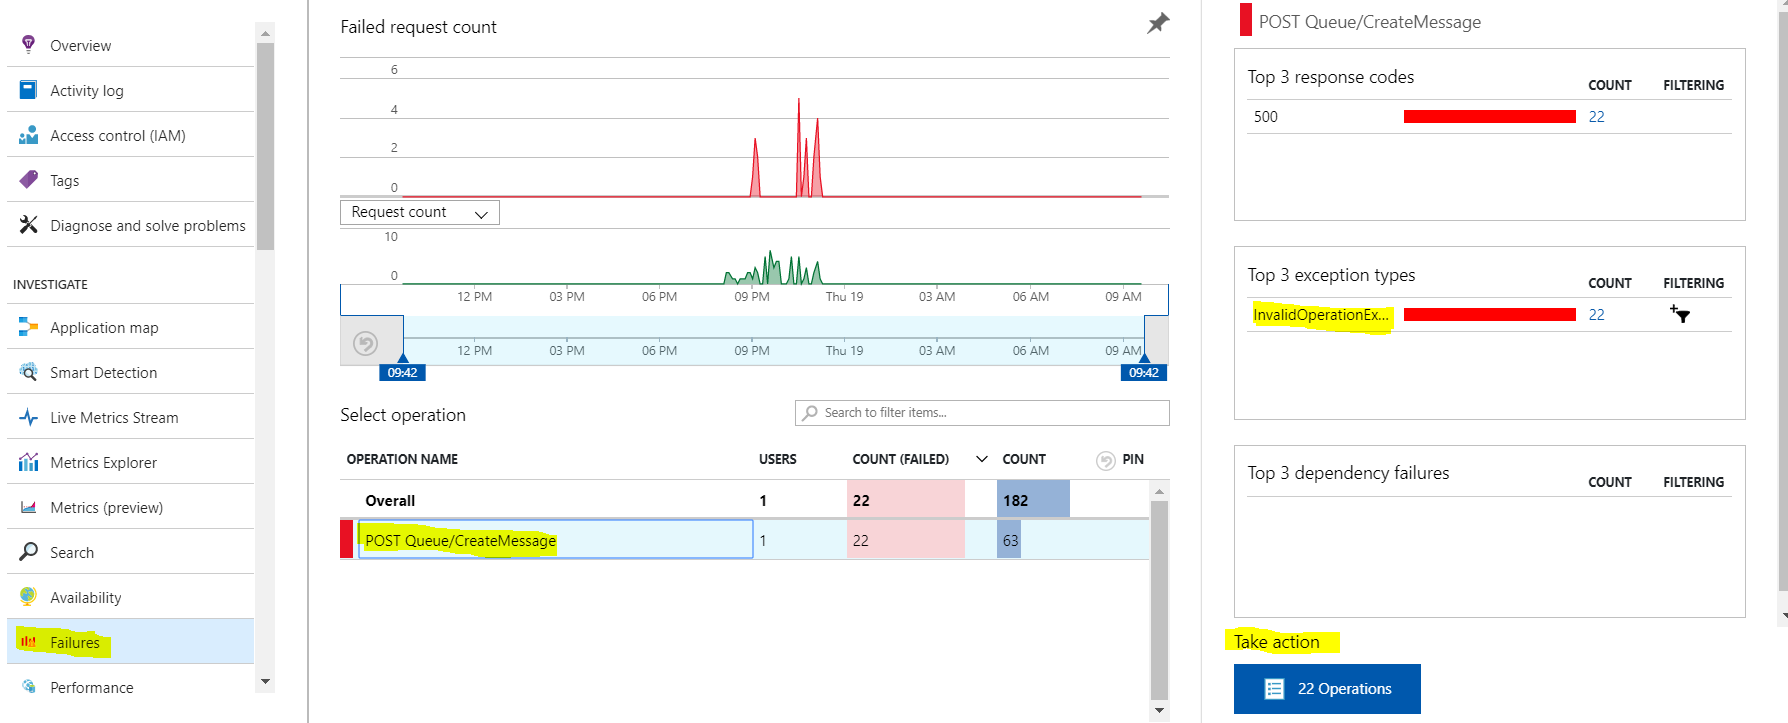 Overview
Activity log
Access control (IAM)
Tags
Diagnose and solve problems
INVESTIGATE
Application map
Smart Detection
Live Metrics Stream
Metrics Explorer
Metrics (preview)
Search
Availability
Failures
Performance
Failed request count
6
4
2
0
Request count
10
0
12 PM 03 PM 06 PM 09 PM Thu 19 03 AM 06 AM 09 AM
12 PM 03 PM 06 PM 09 PM Thu 19 03 AM 06 AM 09 AM
09:42 09:42
Select operation
Search to filter items...
OPERATION NAME USERS COUNT (FAILED) COUNT PIN
Overall 1 22 182
POST Queue/CreateMessage 1 22 63
POST Queue/CreateMessage
Top 3 response codes COUNT FILTERING
500 22
Top 3 exception types COUNT FILTERING
InvalidOperationEx... 22
Top 3 dependency failures COUNT FILTERING
Take action
22 Operations